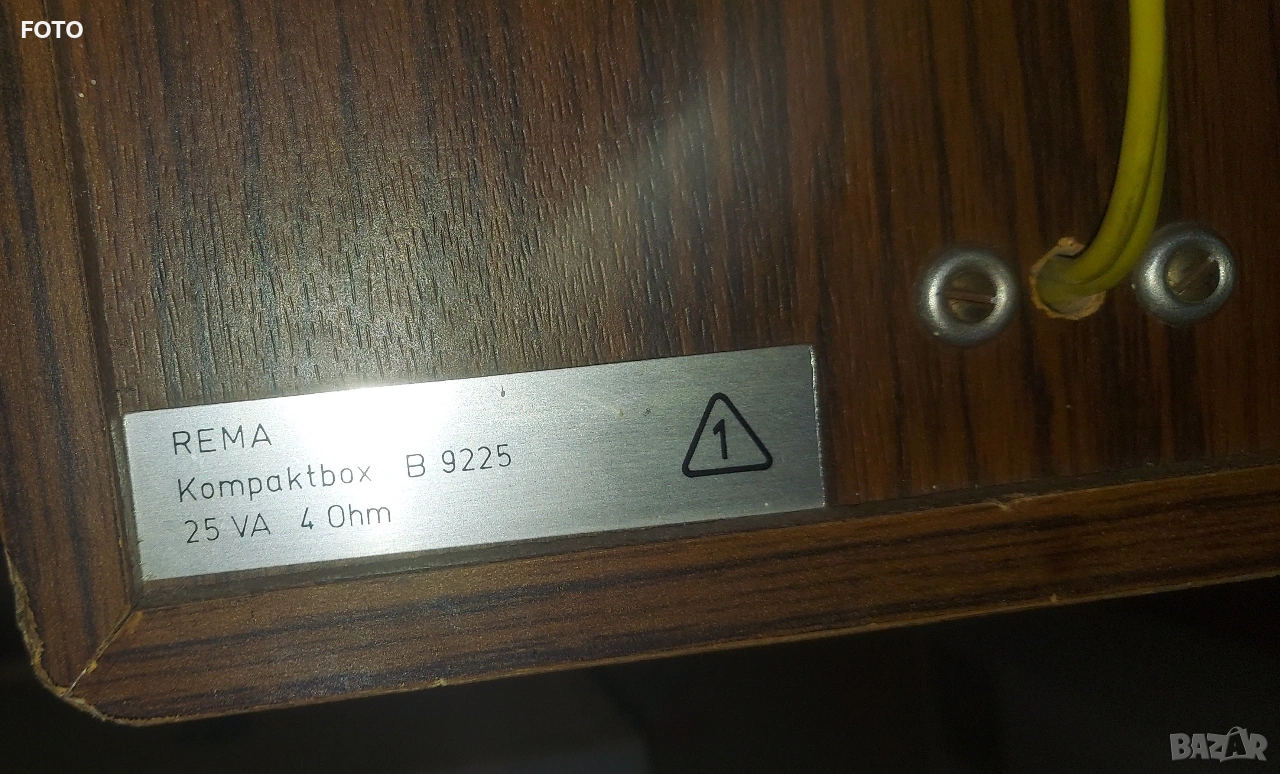 FOTO
REMA
Kompaktbox B 9225
25 VA 4 Ohm
1
BAZAR